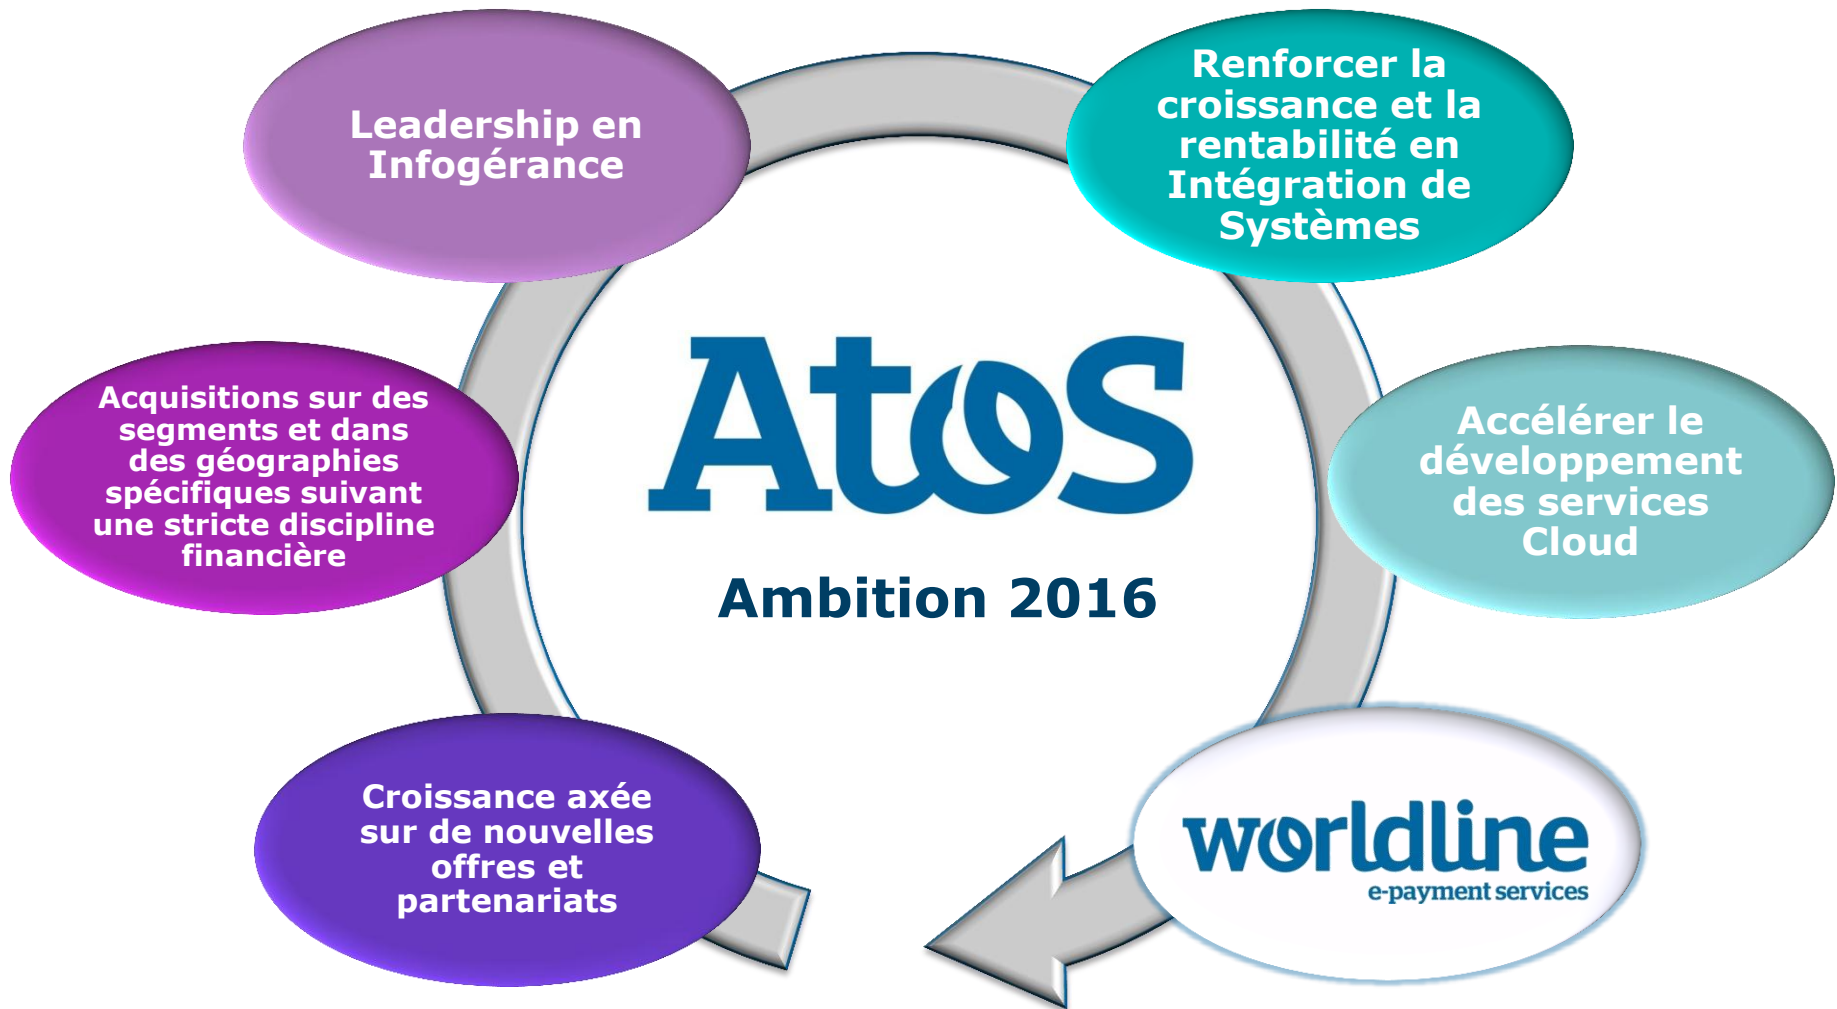 Leadership en
Infogérance
Renforcer la
croissance et la
rentabilité en
Intégration de
Systèmes
Acquisitions sur des
segments et dans
des géographies
spécifiques suivant
une stricte discipline
financière
Atos
Ambition 2016
Accélérer le
développement
des services
Cloud
Croissance axée
sur de nouvelles
offres et
partenariats
worldline
e-payment services